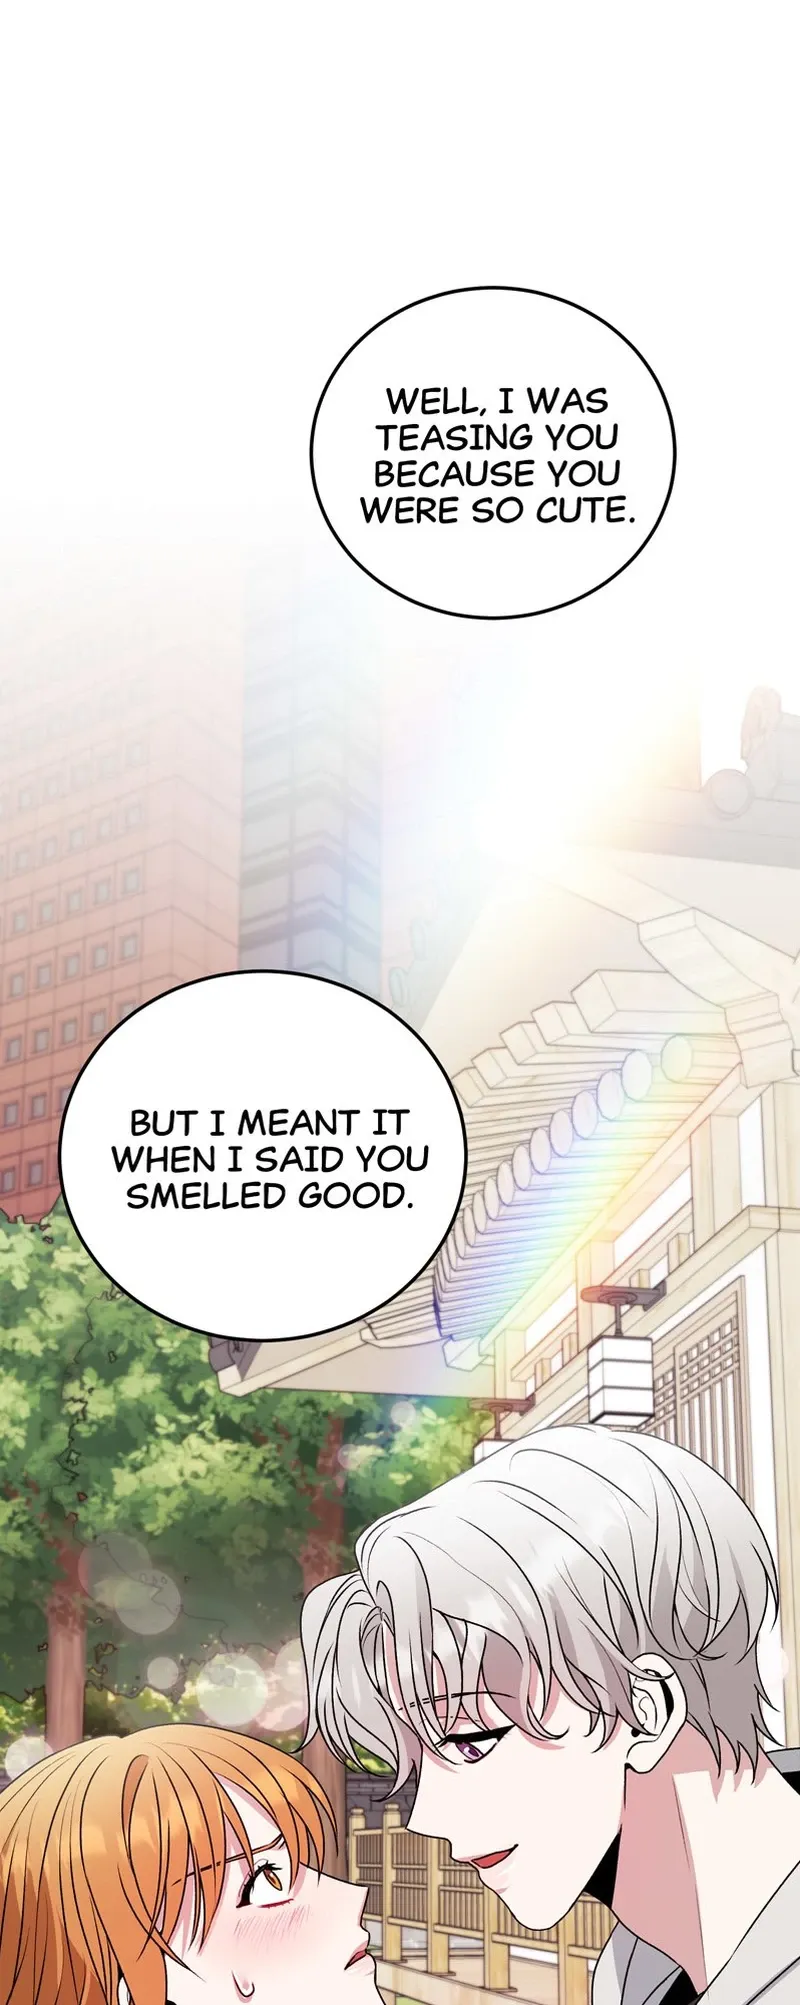 WELL, I WAS
TEASING YOU
BECAUSE YOU
WERE SO CUTE.
BUT I MEANT IT
WHEN I SAID YOU
SMELLED GOOD.